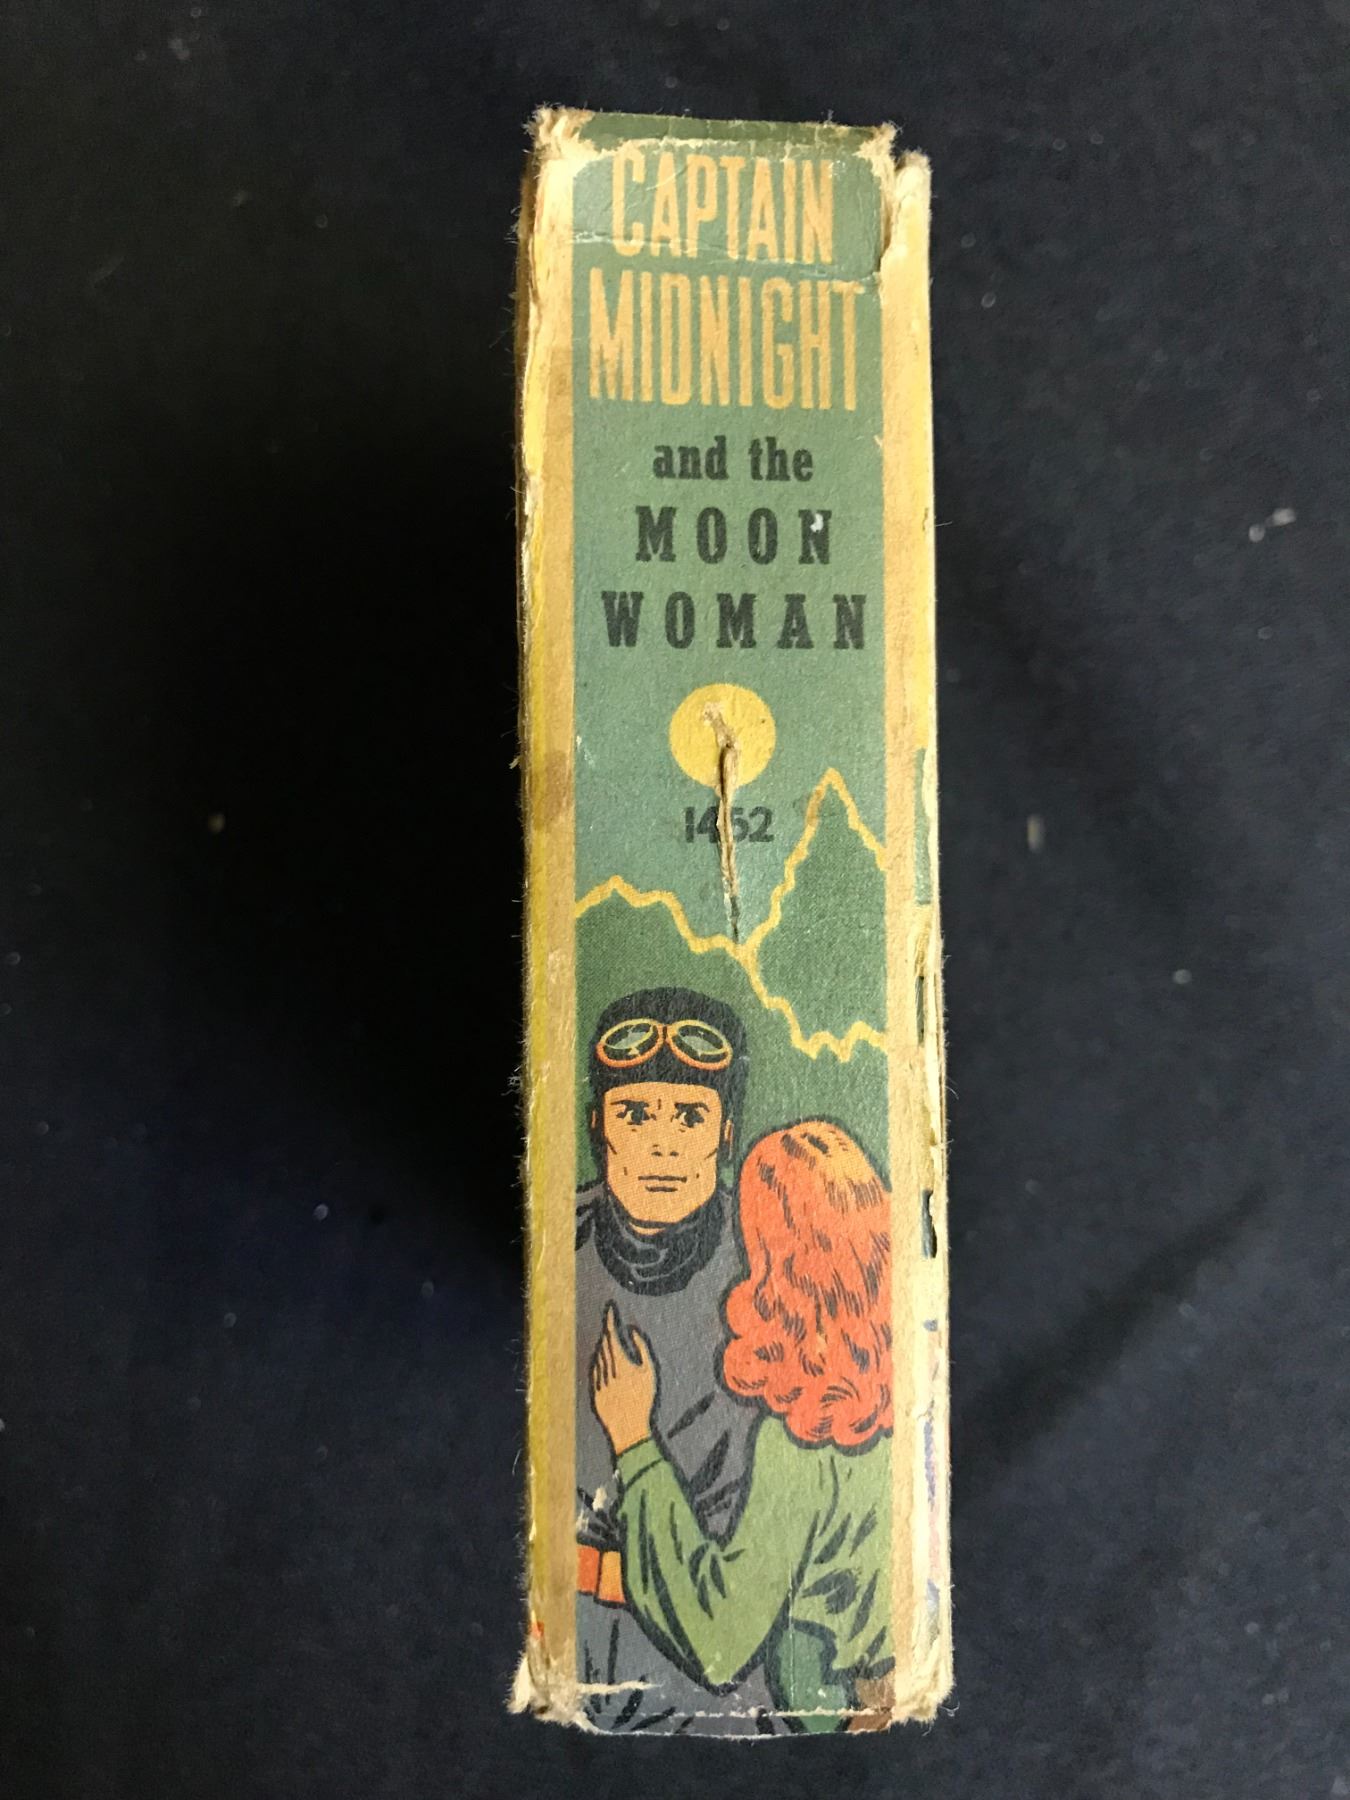 CAPTAIN
MIDNIGHT
and the
MOON
WOMAN
1452